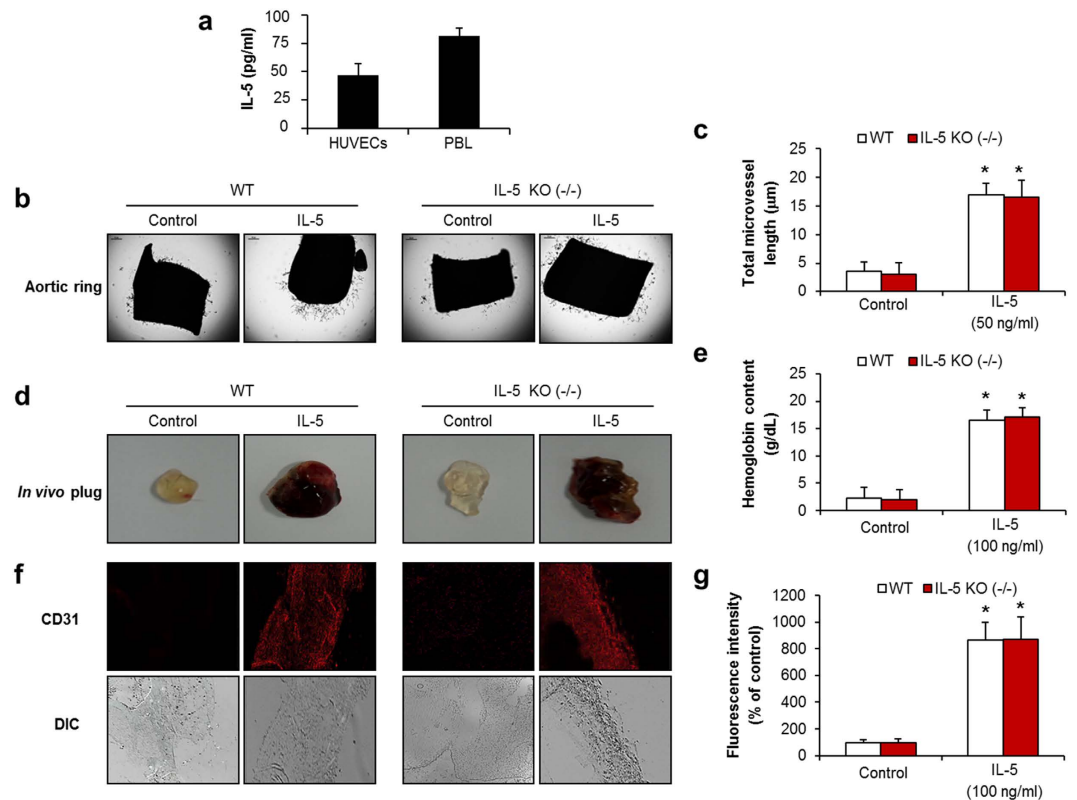 a
IL-5 (pg/ml)
100
75
50
25
0
HUVECs PBL
b
WT IL-5 KO (-/-)
Control IL-5 Control IL-5
Aortic ring
c
WT IL-5 KO (-/-)
Total microvessel
length (µm)
25
20
15
10
5
0
* *
Control IL-5
(50 ng/ml)
d
WT IL-5 KO (-/-)
Control IL-5 Control IL-5
In vivo plug
e
WT IL-5 KO (-/-)
Hemoglobin content
(g/dL)
25
20
15
10
5
0
* *
Control IL-5
(100 ng/ml)
f
CD31
DIC
g
WT IL-5 KO (-/-)
Fluorescence intensity
(% of control)
1200
1000
800
600
400
200
0
* *
Control IL-5
(100 ng/ml)